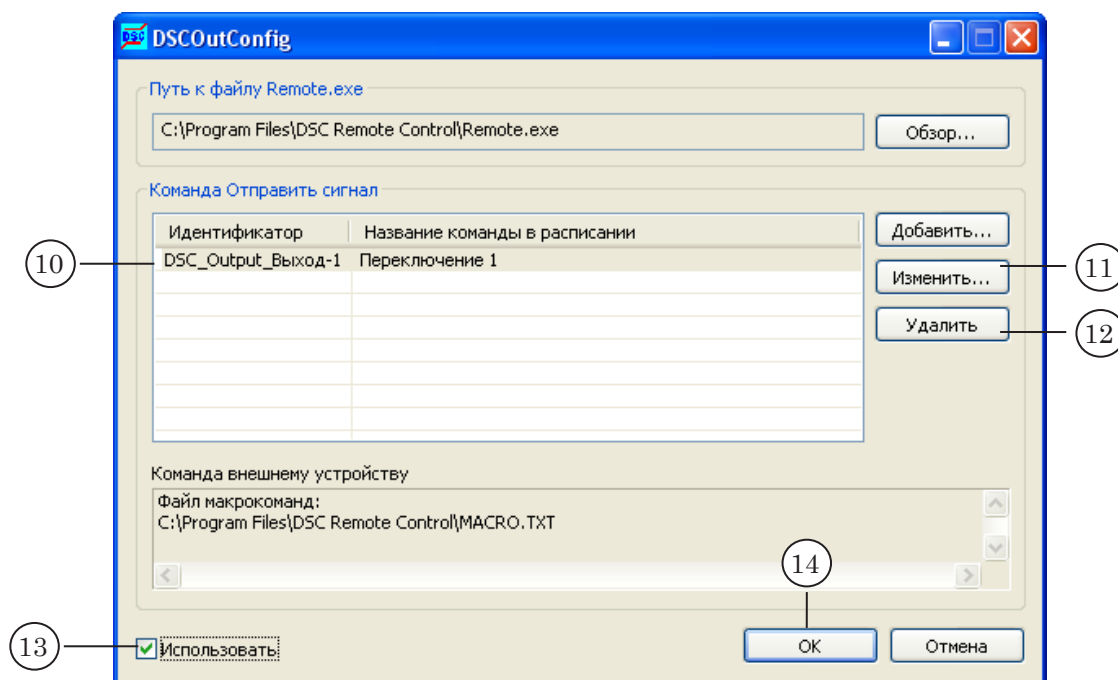 DSC DSCOutConfig
Путь к файлу Remote.exe
C:\Program Files\DSC Remote Control\Remote.exe
Обзор...
Команда Отправить сигнал
Идентификатор Название команды в расписании
Добавить...
10 DSC_Output_Выход-1 Переключение 1
11
Изменить...
Удалить
12
Команда внешнему устройству
Файл макрокоманд:
C:\Program Files\DSC Remote Control\MACRO.TXT
14
13 Использовать
OK Отмена